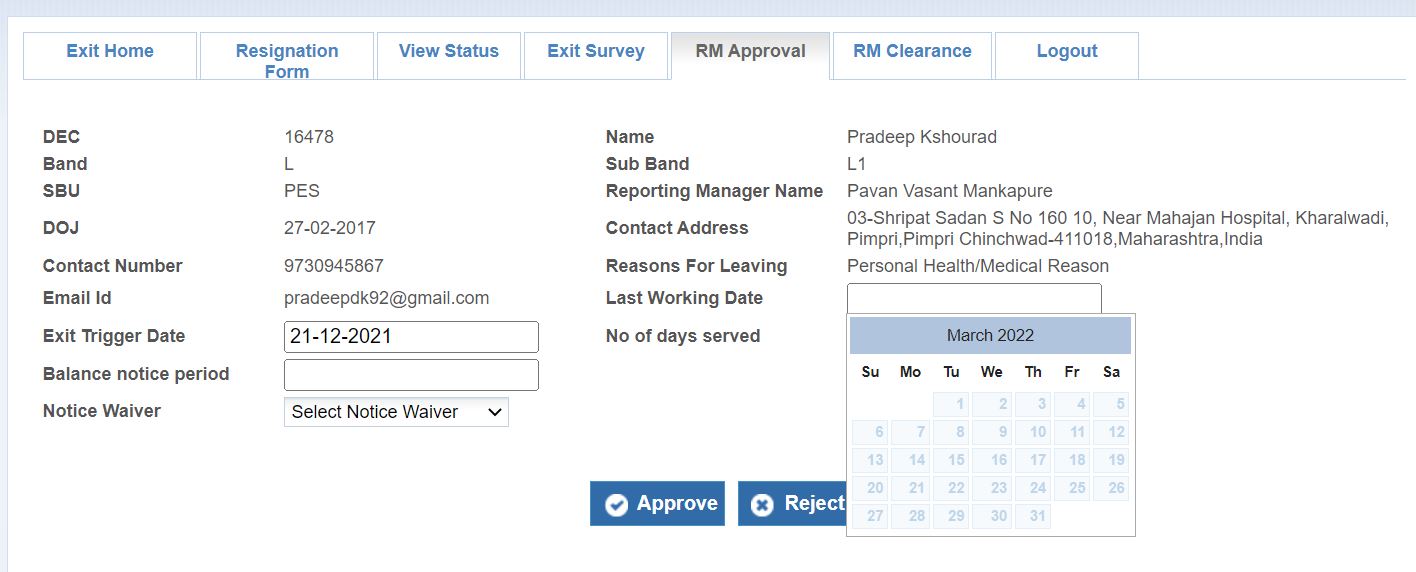 Exit Home
Resignation
Form
View Status
Exit Survey
RM Approval
RM Clearance
Logout
DEC 16478 Name Pradeep Kshourad
Band L Sub Band L1
SBU PES Reporting Manager Name Pavan Vasant Mankapure
DOJ 27-02-2017 Contact Address 03-Shripat Sadan S No 160 10, Near Mahajan Hospital, Kharalwadi,
Pimpri,Pimpri Chinchwad-411018,Maharashtra,India
Contact Number 9730945867 Reasons For Leaving Personal Health/Medical Reason
Email Id pradeepdk92@gmail.com Last Working Date
Exit Trigger Date 21-12-2021 No of days served
Balance notice period
Notice Waiver Select Notice Waiver
March 2022
Su Mo Tu We Th Fr Sa
1 2 3 4 5
6 7 8 9 10 11 12
13 14 15 16 17 18 19
20 21 22 23 24 25 26
27 28 29 30 31
Approve Reject